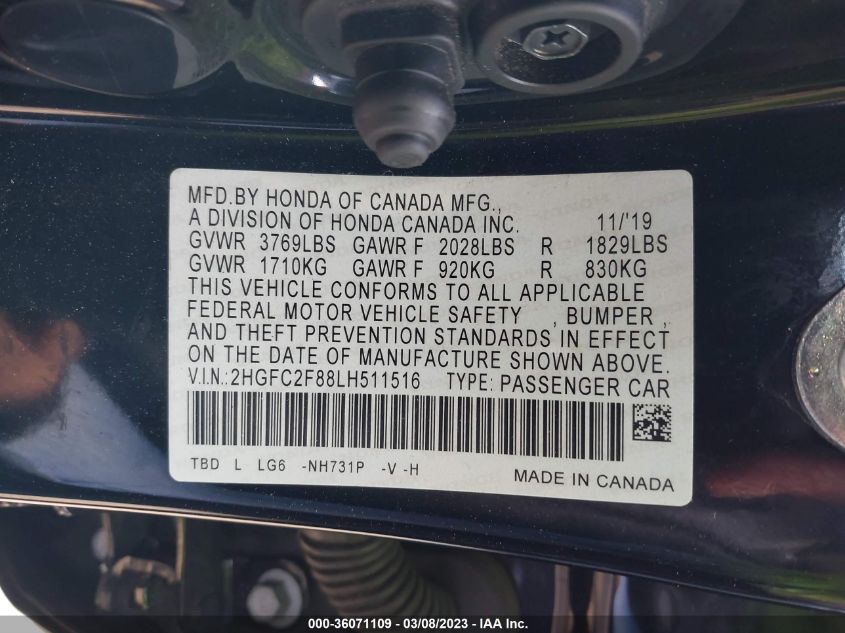 MFD.BY HONDA OF CANADA MFG.,
A DIVISION OF HONDA CANADA INC. 11/'19
GVWR 3769LBS GAWR F 2028LBS R 1829LBS
GVWR 1710KG GAWR F 920KG R 830KG
THIS VEHICLE CONFORMS TO ALL APPLICABLE
FEDERAL MOTOR VEHICLE SAFETY , BUMPER ,
AND THEFT PREVENTION STANDARDS IN EFFECT
ON THE DATE OF MANUFACTURE SHOWN ABOVE.
V.I.N.:2HGFC2F88LH511516 TYPE: PASSENGER CAR
TBD L LG6 -NH731P -V -H
MADE IN CANADA
000-36071109 — 03/08/2023 — IAA Inc.